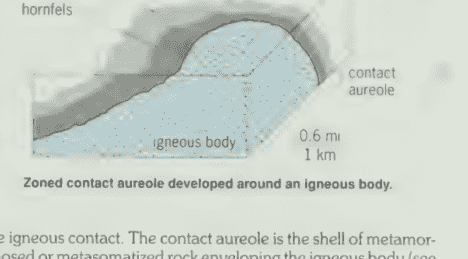 hornfels
contact
aureole
igneous body
0.6 mi
1 km
Zoned contact aureole developed around an igneous body.
e igneous contact. The contact aureole is the shell of metamor-
osed or metasomatized rock enveloping the igneous body (see